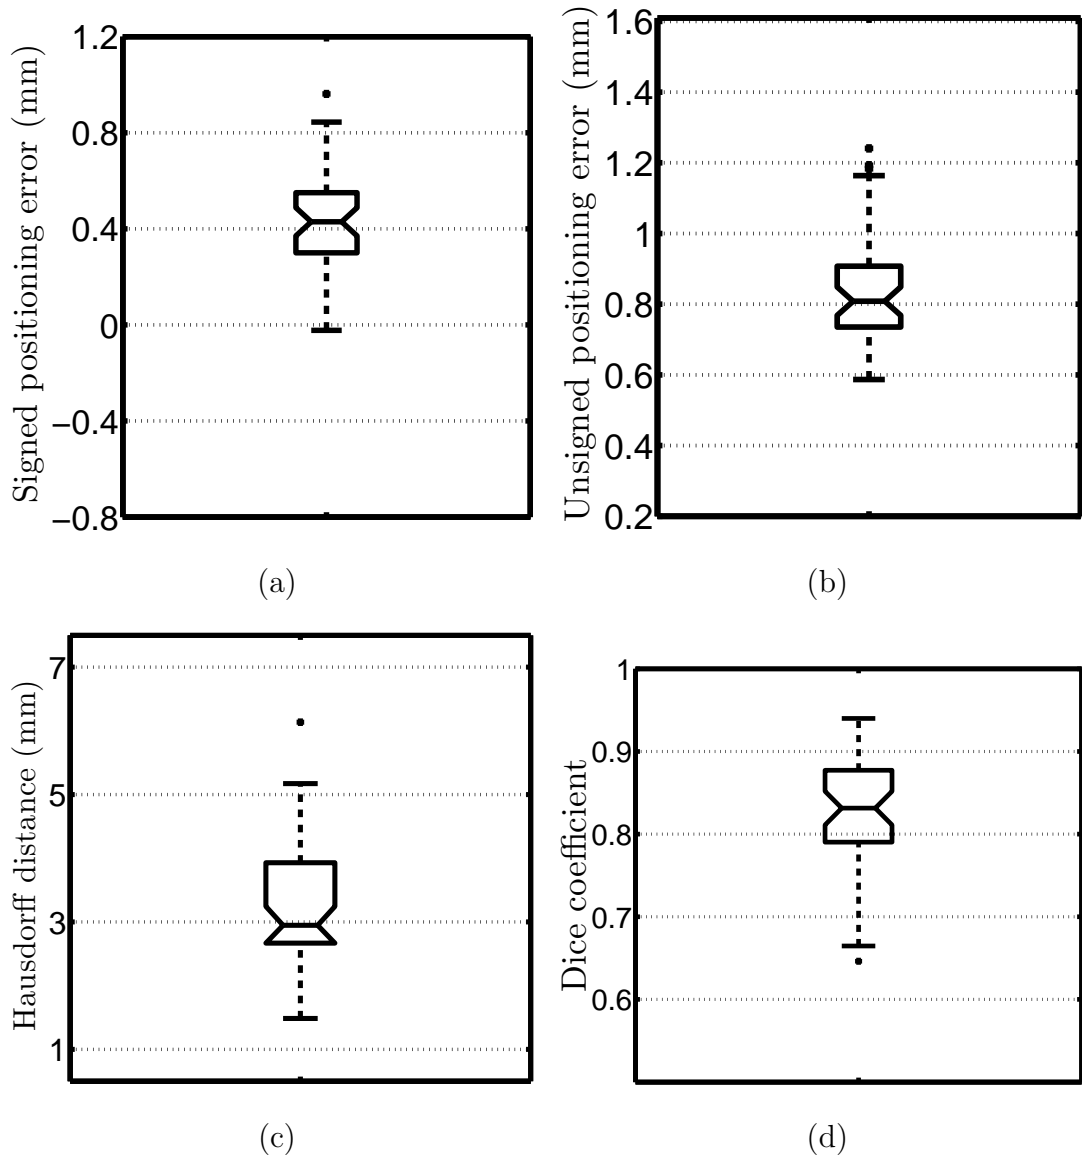 Signed positioning error (mm)
1.2
0.8
0.4
0
−0.4
−0.8
(a)
Unsigned positioning error (mm)
1.6
1.4
1.2
1
0.8
0.6
0.4
0.2
(b)
Hausdorff distance (mm)
7
5
3
1
(c)
Dice coefficient
1
0.9
0.8
0.7
0.6
(d)